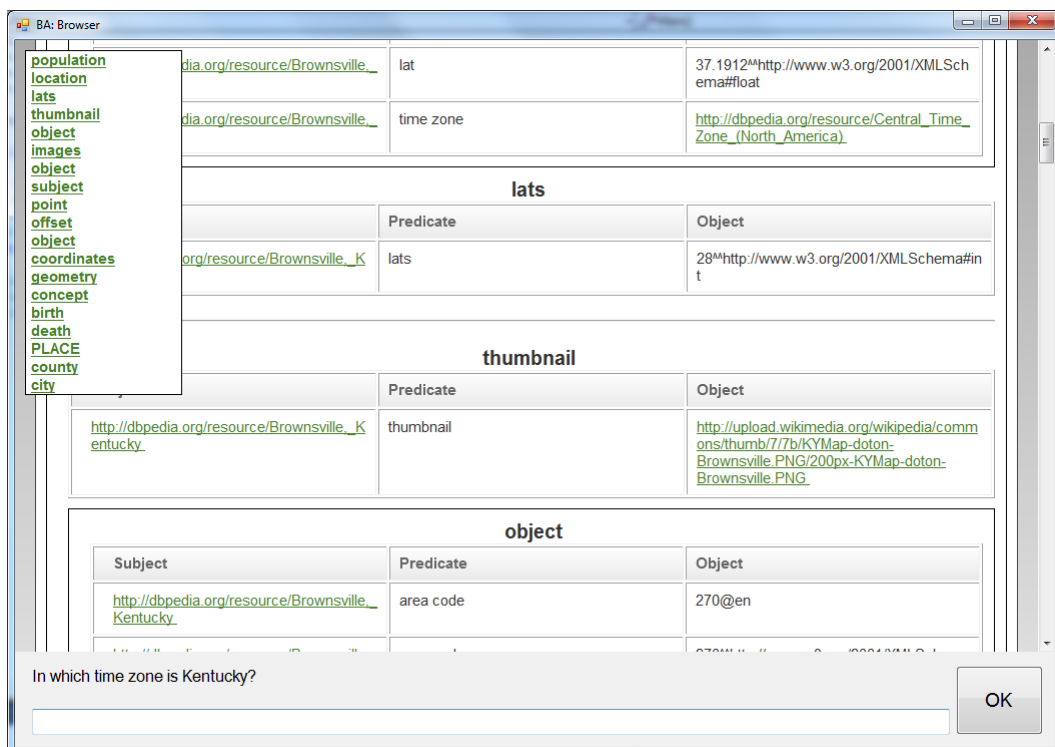 BA: Browser
population
location
lats
thumbnail
object
images
object
subject
point
offset
object
coordinates
geometry
concept
birth
death
PLACE
county
city
dia.org/resource/Brownsville,_
lat
37.1912^^http://www.w3.org/2001/XMLSch
ema#float
dia.org/resource/Brownsville,_
time zone
http://dbpedia.org/resource/Central_Time_
Zone_(North_America)
lats
Predicate
Object
org/resource/Brownsville,_K
lats
28^^http://www.w3.org/2001/XMLSchema#in
t
thumbnail
Predicate
Object
http://dbpedia.org/resource/Brownsville,_K
entucky
thumbnail
http://upload.wikimedia.org/wikipedia/comm
ons/thumb/7/7b/KYMap-doton-
Brownsville.PNG/200px-KYMap-doton-
Brownsville.PNG
object
Subject
Predicate
Object
http://dbpedia.org/resource/Brownsville,_
Kentucky
area code
270@en
In which time zone is Kentucky?
OK